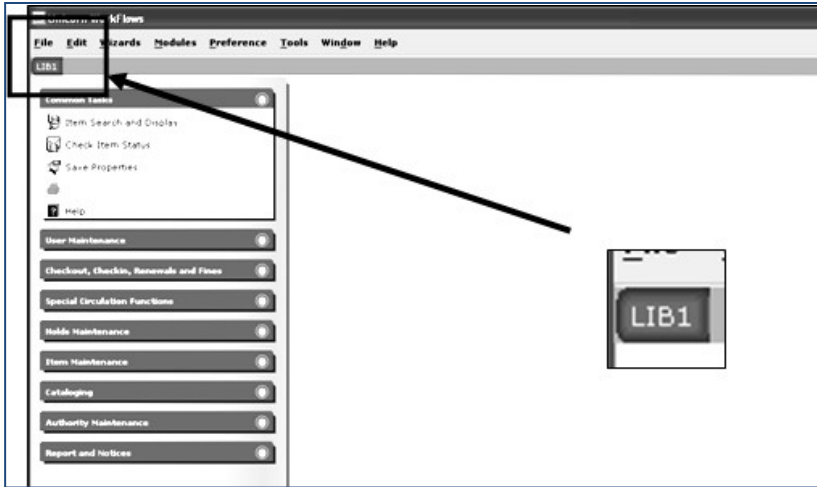 Unicorn WorkFlows
File Edit Wizards Modules Preference Tools Window Help
LIB1
Common Tasks
Item Search and Display
Check Item Status
Save Properties
Help
User Maintenance
Checkout, Checkin, Renewals and Fines
Special Circulation Functions
Holds Maintenance
Item Maintenance
Cataloging
Authority Maintenance
Report and Notices
LIB1